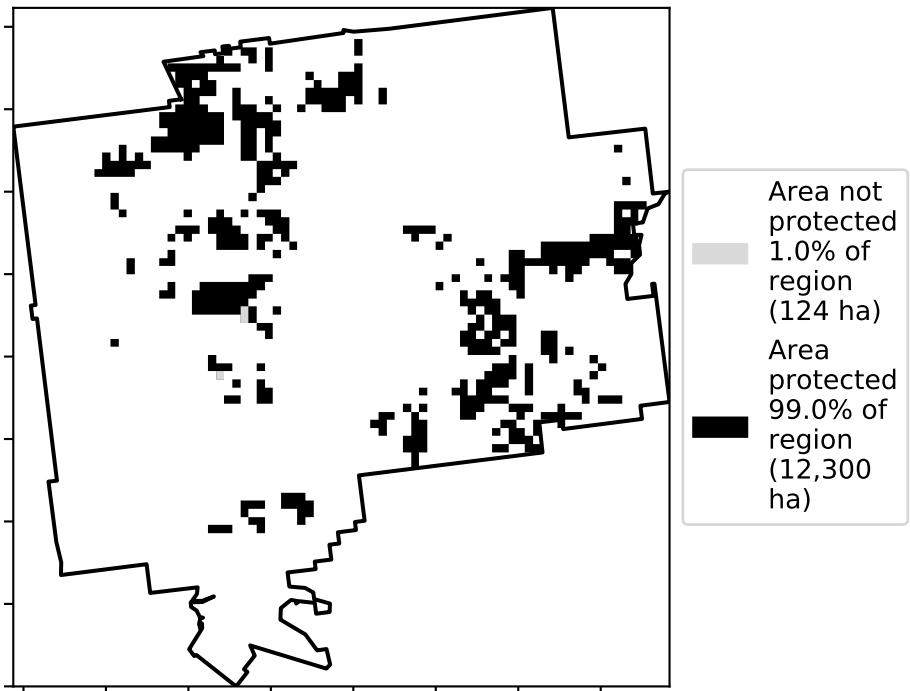 Area not
protected
1.0% of
region
(124 ha)
Area
protected
99.0% of
region
(12,300
ha)